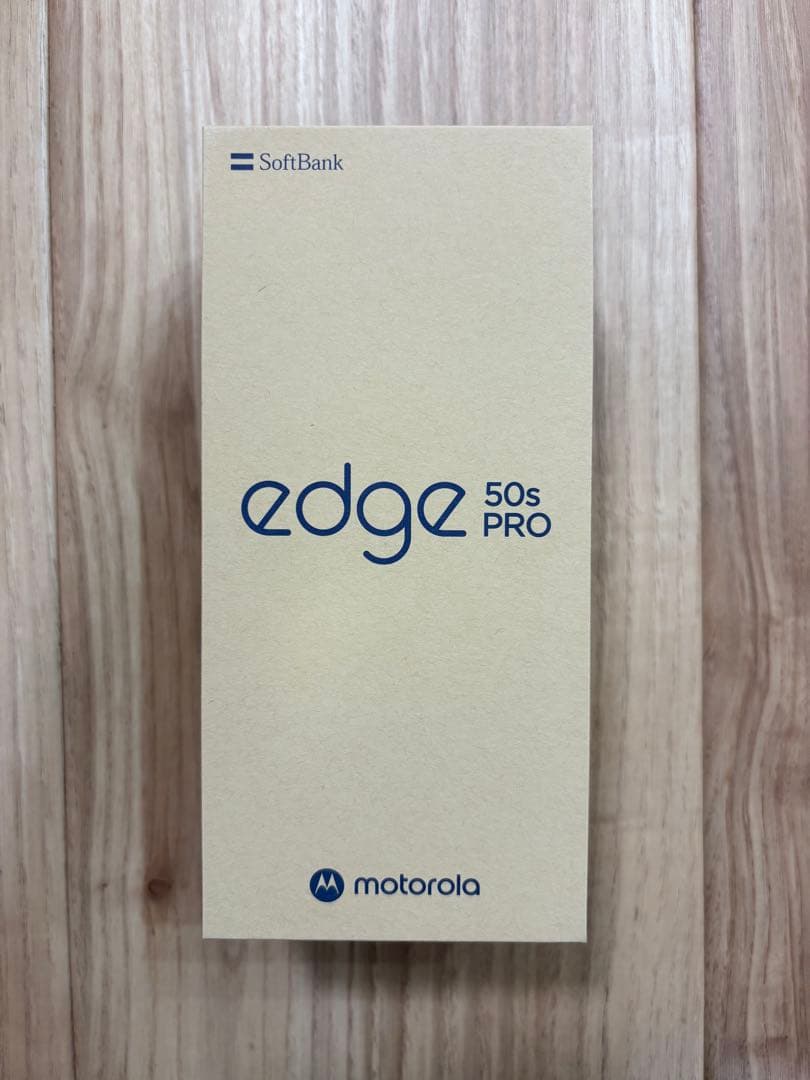 SoftBank
edge 50s
PRO
motorola